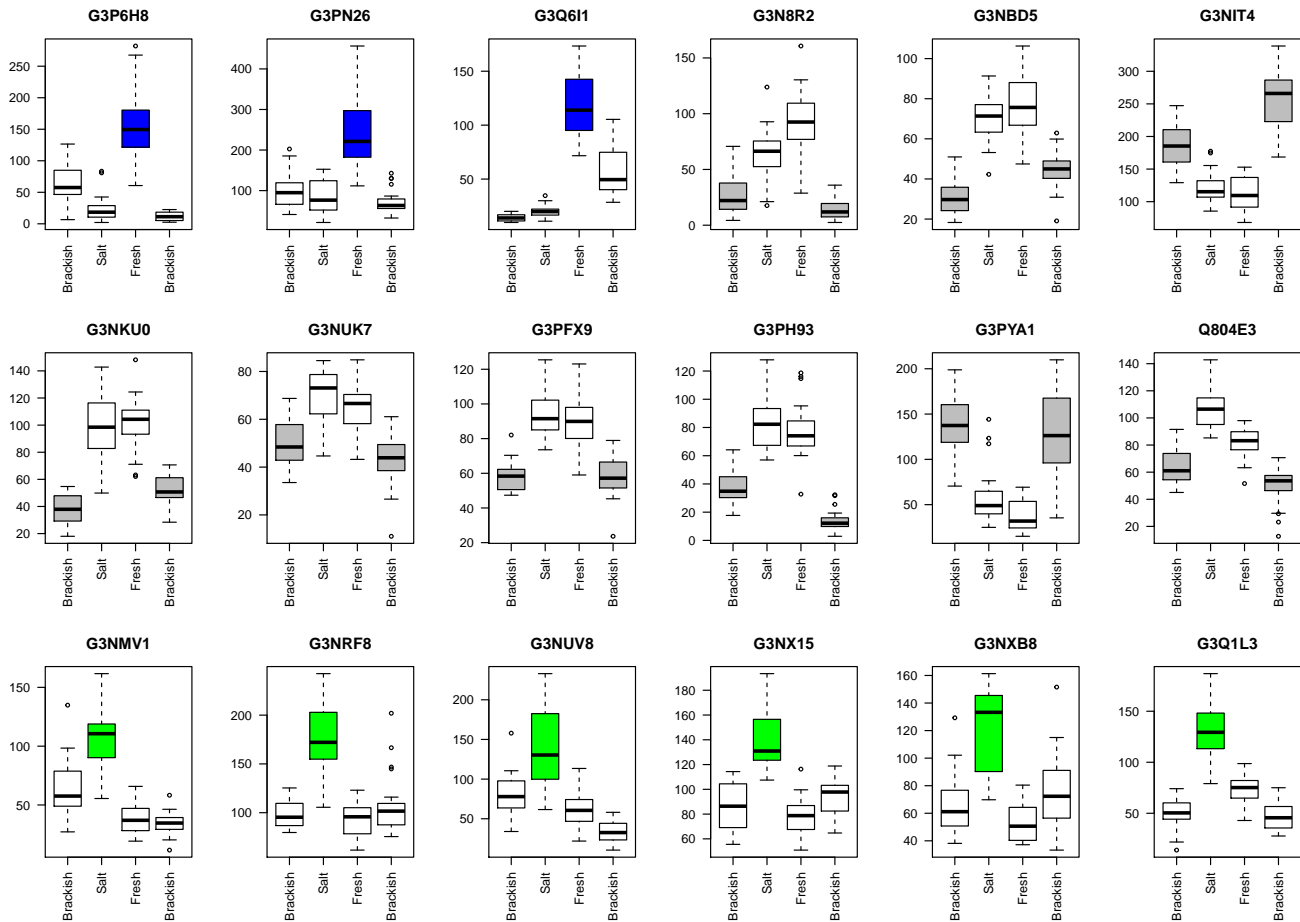 G3P6H8 G3PN26 G3Q6I1 G3N8R2 G3NBD5 G3NIT4
250 200 150 100 50 0
400 300 200 100
150 100 50
150 100 50 0
100 80 60 40 20
300 250 200 150 100
Brackish Salt Fresh Brackish Brackish Salt Fresh Brackish Brackish Salt Fresh Brackish Brackish Salt Fresh Brackish Brackish Salt Fresh Brackish Brackish Salt Fresh Brackish
G3NKU0 G3NUK7 G3PFX9 G3PH93 G3PYA1 Q804E3
140 120 100 80 60 40 20
80 60 40 20
120 100 80 60 40 20
120 100 80 60 40 20 0
200 150 100 50
140 120 100 80 60 40 20
Brackish Salt Fresh Brackish Brackish Salt Fresh Brackish Brackish Salt Fresh Brackish Brackish Salt Fresh Brackish Brackish Salt Fresh Brackish Brackish Salt Fresh Brackish
G3NMV1 G3NRF8 G3NUV8 G3NX15 G3NXB8 G3Q1L3
150 100 50
200 150 100
200 150 100 50
180 160 140 120 100 80 60
160 140 120 100 80 60 40
150 100 50
Brackish Salt Fresh Brackish Brackish Salt Fresh Brackish Brackish Salt Fresh Brackish Brackish Salt Fresh Brackish Brackish Salt Fresh Brackish Brackish Salt Fresh Brackish